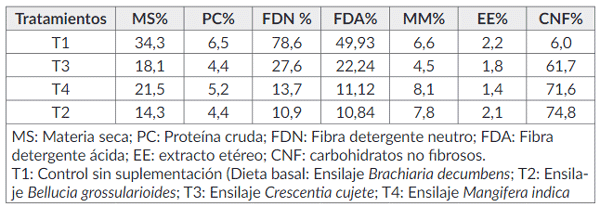 Tratamientos MS% PC% FDN % FDA% MM% EE% CNF%
T1 34,3 6,5 78,6 49,93 6,6 2,2 6,0
T3 18,1 4,4 27,6 22,24 4,5 1,8 61,7
T4 21,5 5,2 13,7 11,12 8,1 1,4 71,6
T2 14,3 4,4 10,9 10,84 7,8 2,1 74,8
MS: Materia seca; PC: Proteína cruda; FDN: Fibra detergente neutro; FDA: Fibra
detergente ácida; EE: extracto etéreo; CNF: carbohidratos no fibrosos.
T1: Control sin suplementación (Dieta basal: Ensilaje Brachiaria decumbens; T2: Ensila-
je Bellucia grossularioides; T3: Ensilaje Crescentia cujete; T4: Ensilaje Mangifera indica